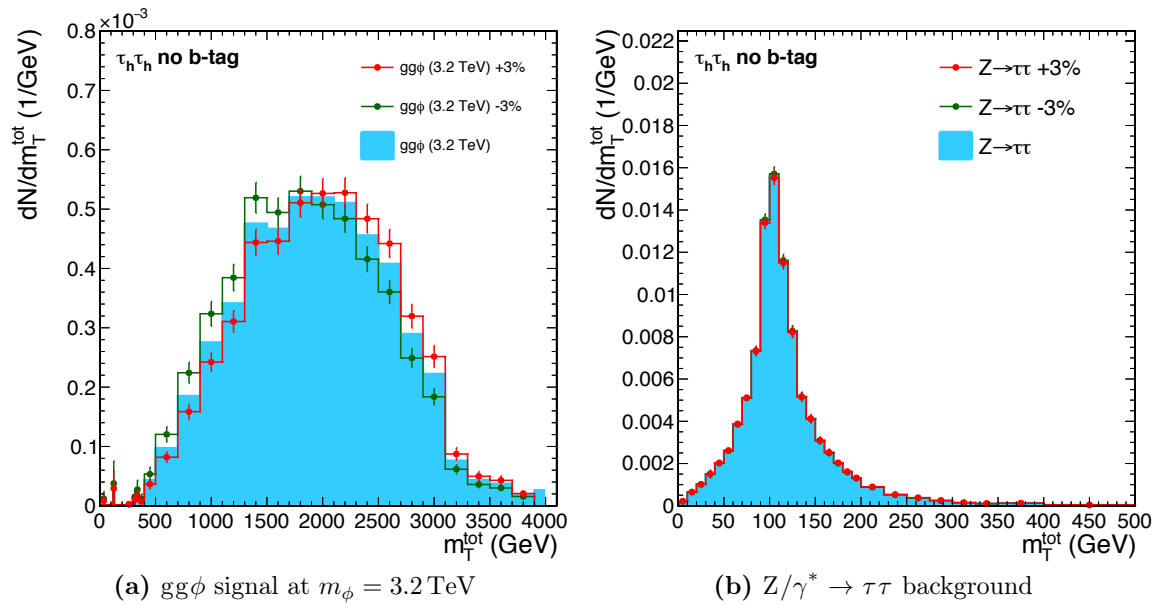 ×10⁻³
τₕτₕ no b-tag
ggϕ (3.2 TeV) +3%
ggϕ (3.2 TeV) -3%
ggϕ (3.2 TeV)
dN/dm_T^tot (1/GeV)
0.8
0.7
0.6
0.5
0.4
0.3
0.2
0.1
0
0 500 1000 1500 2000 2500 3000 3500 4000
m_T^tot (GeV)
(a) ggϕ signal at m_ϕ = 3.2 TeV
τₕτₕ no b-tag
Z→ττ +3%
Z→ττ -3%
Z→ττ
dN/dm_T^tot (1/GeV)
0.022
0.02
0.018
0.016
0.014
0.012
0.01
0.008
0.006
0.004
0.002
0
0 50 100 150 200 250 300 350 400 450 500
m_T^tot (GeV)
(b) Z/γ* → ττ background